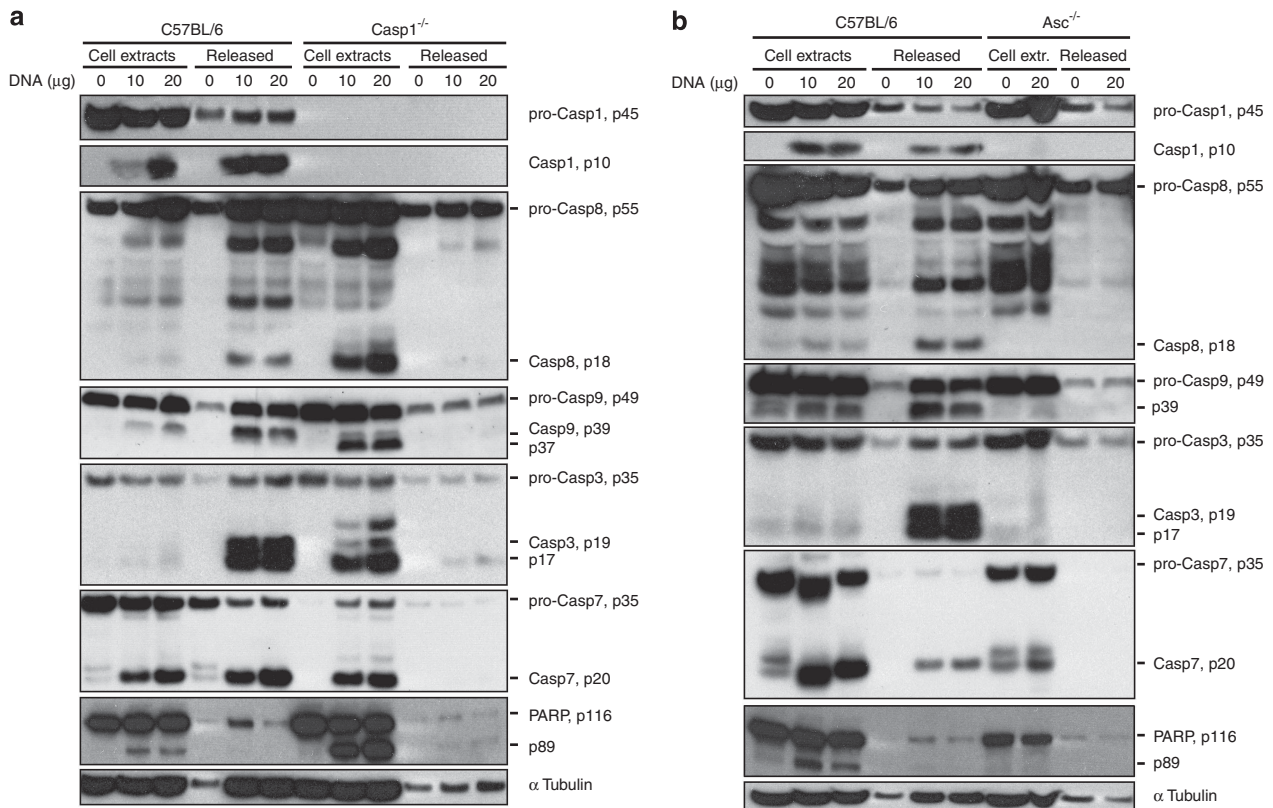 a
C57BL/6 Casp1-/-
Cell extracts Released Cell extracts Released
DNA (µg) 0 10 20 0 10 20 0 10 20 0 10 20
pro-Casp1, p45
Casp1, p10
pro-Casp8, p55
Casp8, p18
pro-Casp9, p49
Casp9, p39
p37
pro-Casp3, p35
Casp3, p19
p17
pro-Casp7, p35
Casp7, p20
PARP, p116
p89
α Tubulin
b
C57BL/6 Asc-/-
Cell extracts Released Cell extr. Released
DNA (µg) 0 10 20 0 10 20 0 20 0 20
pro-Casp1, p45
Casp1, p10
pro-Casp8, p55
Casp8, p18
pro-Casp9, p49
p39
pro-Casp3, p35
Casp3, p19
p17
pro-Casp7, p35
Casp7, p20
PARP, p116
p89
α Tubulin